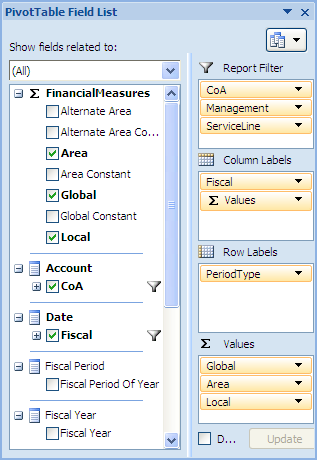 PivotTable Field List
Show fields related to:
(All)
Σ FinancialMeasures
Alternate Area
Alternate Area Co...
Area
Area Constant
Global
Global Constant
Local
Account
CoA
Date
Fiscal
Fiscal Period
Fiscal Period Of Year
Fiscal Year
Fiscal Year
Report Filter
CoA
Management
ServiceLine
Column Labels
Fiscal
Σ Values
Row Labels
PeriodType
Σ Values
Global
Area
Local
D...
Update